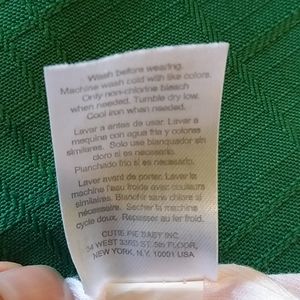 Wash before wearing.
Machine wash cold with like colors.
Only non-chlorine bleach
when needed. Tumble dry low.
Cool iron when needed.
Lavar a antes de usar. Lavar a
maquina con agua fria y colores
similares. Solo use blanquador sin
cloro si es necesario.
Planchado frio si es necesario.
Laver avant de porter. Laver la
machine l'eau froide avec couleurs
similaires. Blanchir sans chlore si
nécessaire. Secher la machine
cycle doux. Repasser au fer froid.
CUTIE PIE BABY INC.
34 WEST 33RD ST. 5th FLOOR,
NEW YORK, N.Y. 10001 USA